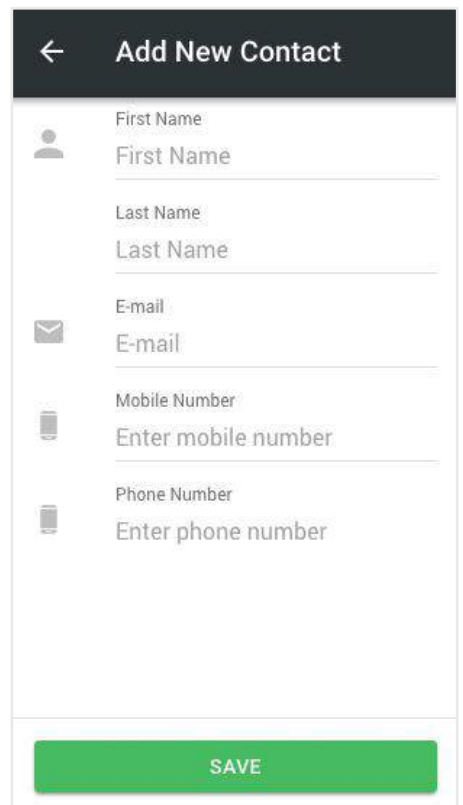 Add New Contact
First Name
First Name
Last Name
Last Name
E-mail
E-mail
Mobile Number
Enter mobile number
Phone Number
Enter phone number
SAVE